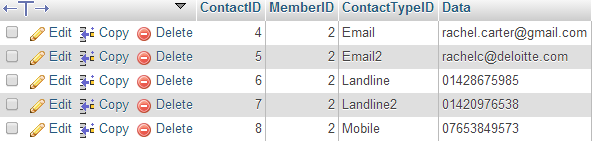 ContactID MemberID ContactTypeID Data
Edit Copy Delete 4 2 Email rachel.carter@gmail.com
Edit Copy Delete 5 2 Email2 rachelc@deloitte.com
Edit Copy Delete 6 2 Landline 01428675985
Edit Copy Delete 7 2 Landline2 01420976538
Edit Copy Delete 8 2 Mobile 07653849573